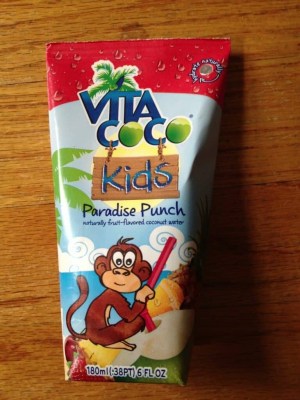 VITA
COCO
Kids
Paradise Punch
naturally fruit-flavored coconut water
180ml (.38PT) 6 FL OZ